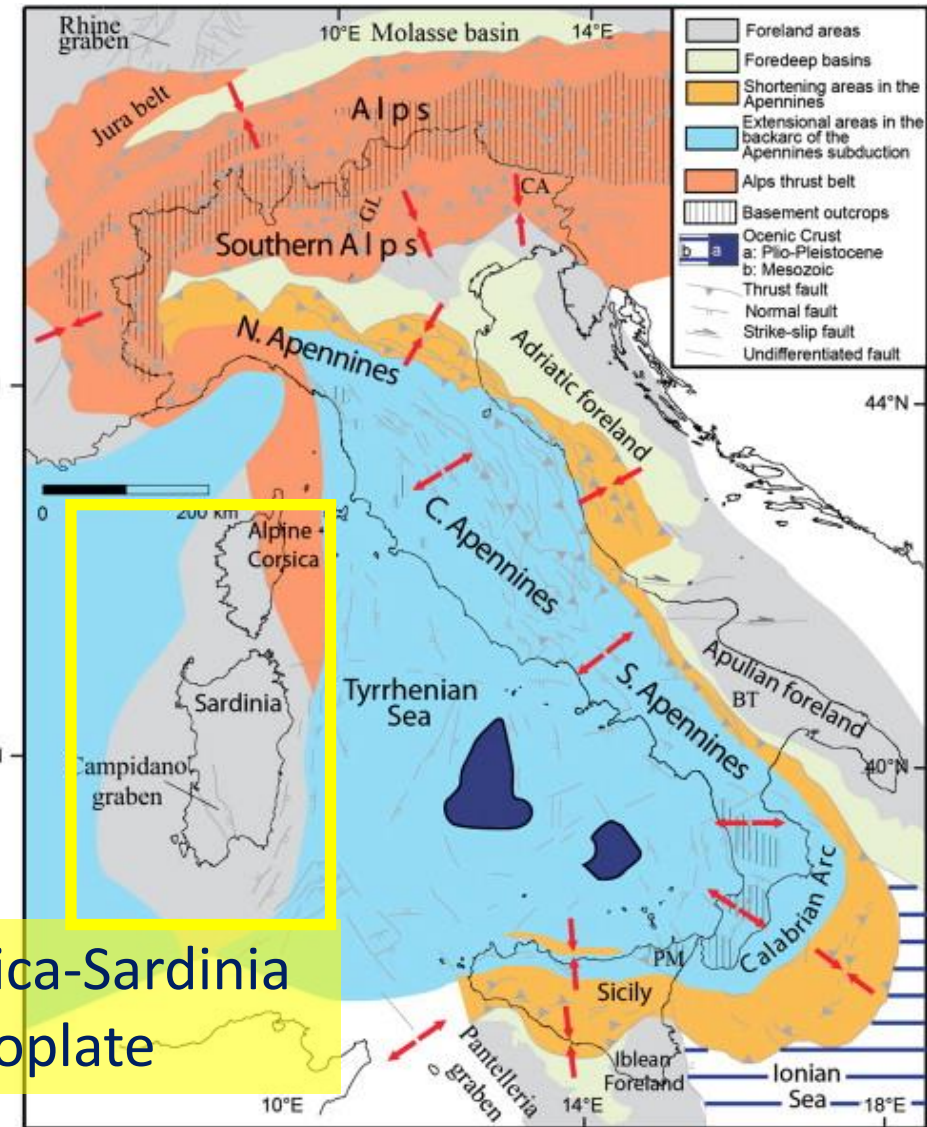 Rhine
graben
10°E
Molasse basin
14°E
Foreland areas
Foredeep basins
Shortening areas in the
Apennines
Extensional areas in the
backarc of the
Apennines subduction
Alps thrust belt
Basement outcrops
b a
Ocenic Crust
a: Plio-Pleistocene
b: Mesozoic
Thrust fault
Normal fault
Strike-slip fault
Undifferentiated fault
Jura belt
Alps
CA
GL
Southern Alps
N. Apennines
Adriatic foreland
44°N
0 200 km
Alpine
Corsica
C. Apennines
Sardinia
Tyrrhenian
Sea
S. Apennines
Apulian foreland
BT
Campidano
graben
40°N
Calabrian Arc
ica-Sardinia
oplate
PM
Sicily
Pantelleria
graben
Iblean
Foreland
Ionian
Sea
10°E
14°E
18°E